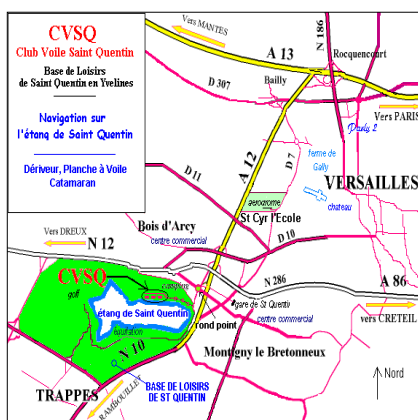 CVSQ
Club Voile Saint Quentin
Base de Loisirs
de Saint Quentin en Yvelines
Navigation sur
l'étang de Saint Quentin
Dériveur, Planche à Voile
Catamaran
Vers MANTES
A 13
N 186
Rocquencourt
Bailly
D 307
Vers PARIS
Parly 2
A 12
D 7
ferme de
Gally
D 11
VERSAILLES
aerodrome
chateau
St Cyr l'Ecole
Bois d'Arcy
D 10
Vers DREUX
centre commercial
N 12
CVSQ
camping
N 286
A 86
golf
gare de St Quentin
étang de Saint Quentin
centre commercial
vers CRETEIL
rond point
equitation
N 10
Montigny le Bretonneux
Nord
TRAPPES
BASE DE LOISIRS
DE ST QUENTIN
RAMBOUILLET